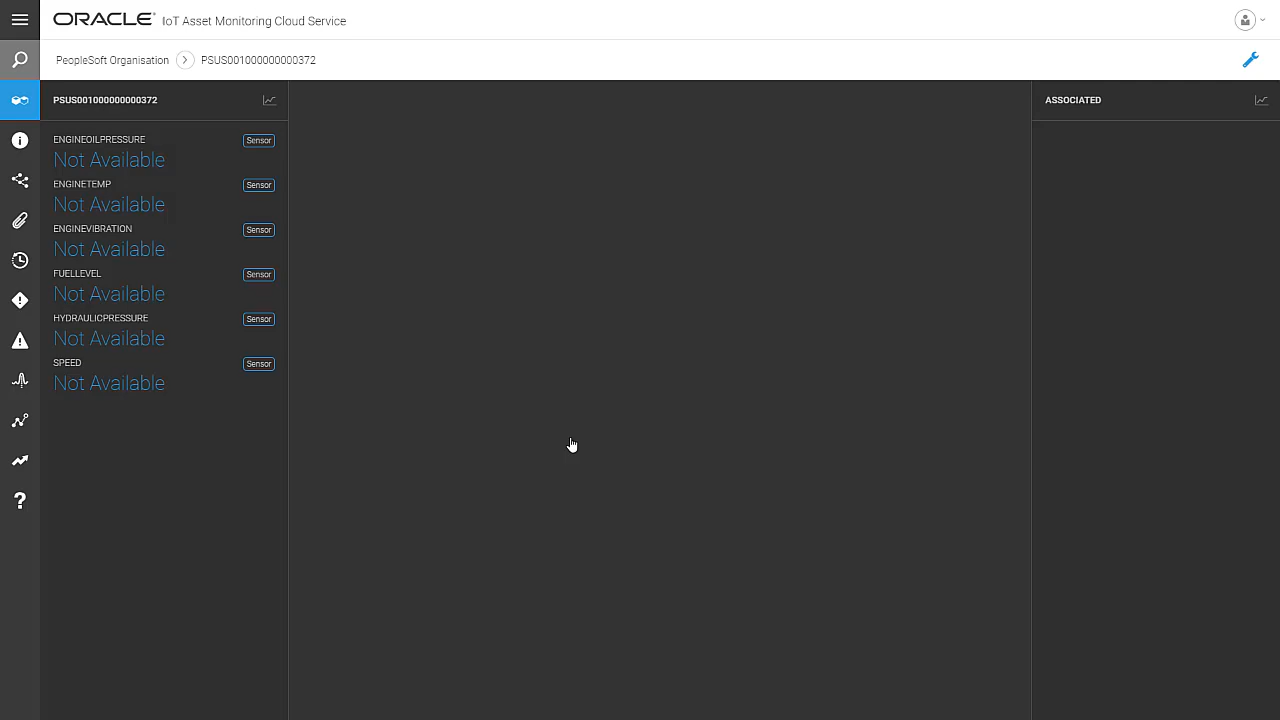 ORACLE® IoT Asset Monitoring Cloud Service
PeopleSoft Organisation > PSUS001000000000372
PSUS001000000000372
ENGINEOILPRESSURE Sensor
Not Available
ENGINETEMP Sensor
Not Available
ENGINEVIBRATION Sensor
Not Available
FUELLEVEL Sensor
Not Available
HYDRAULICPRESSURE Sensor
Not Available
SPEED Sensor
Not Available
ASSOCIATED